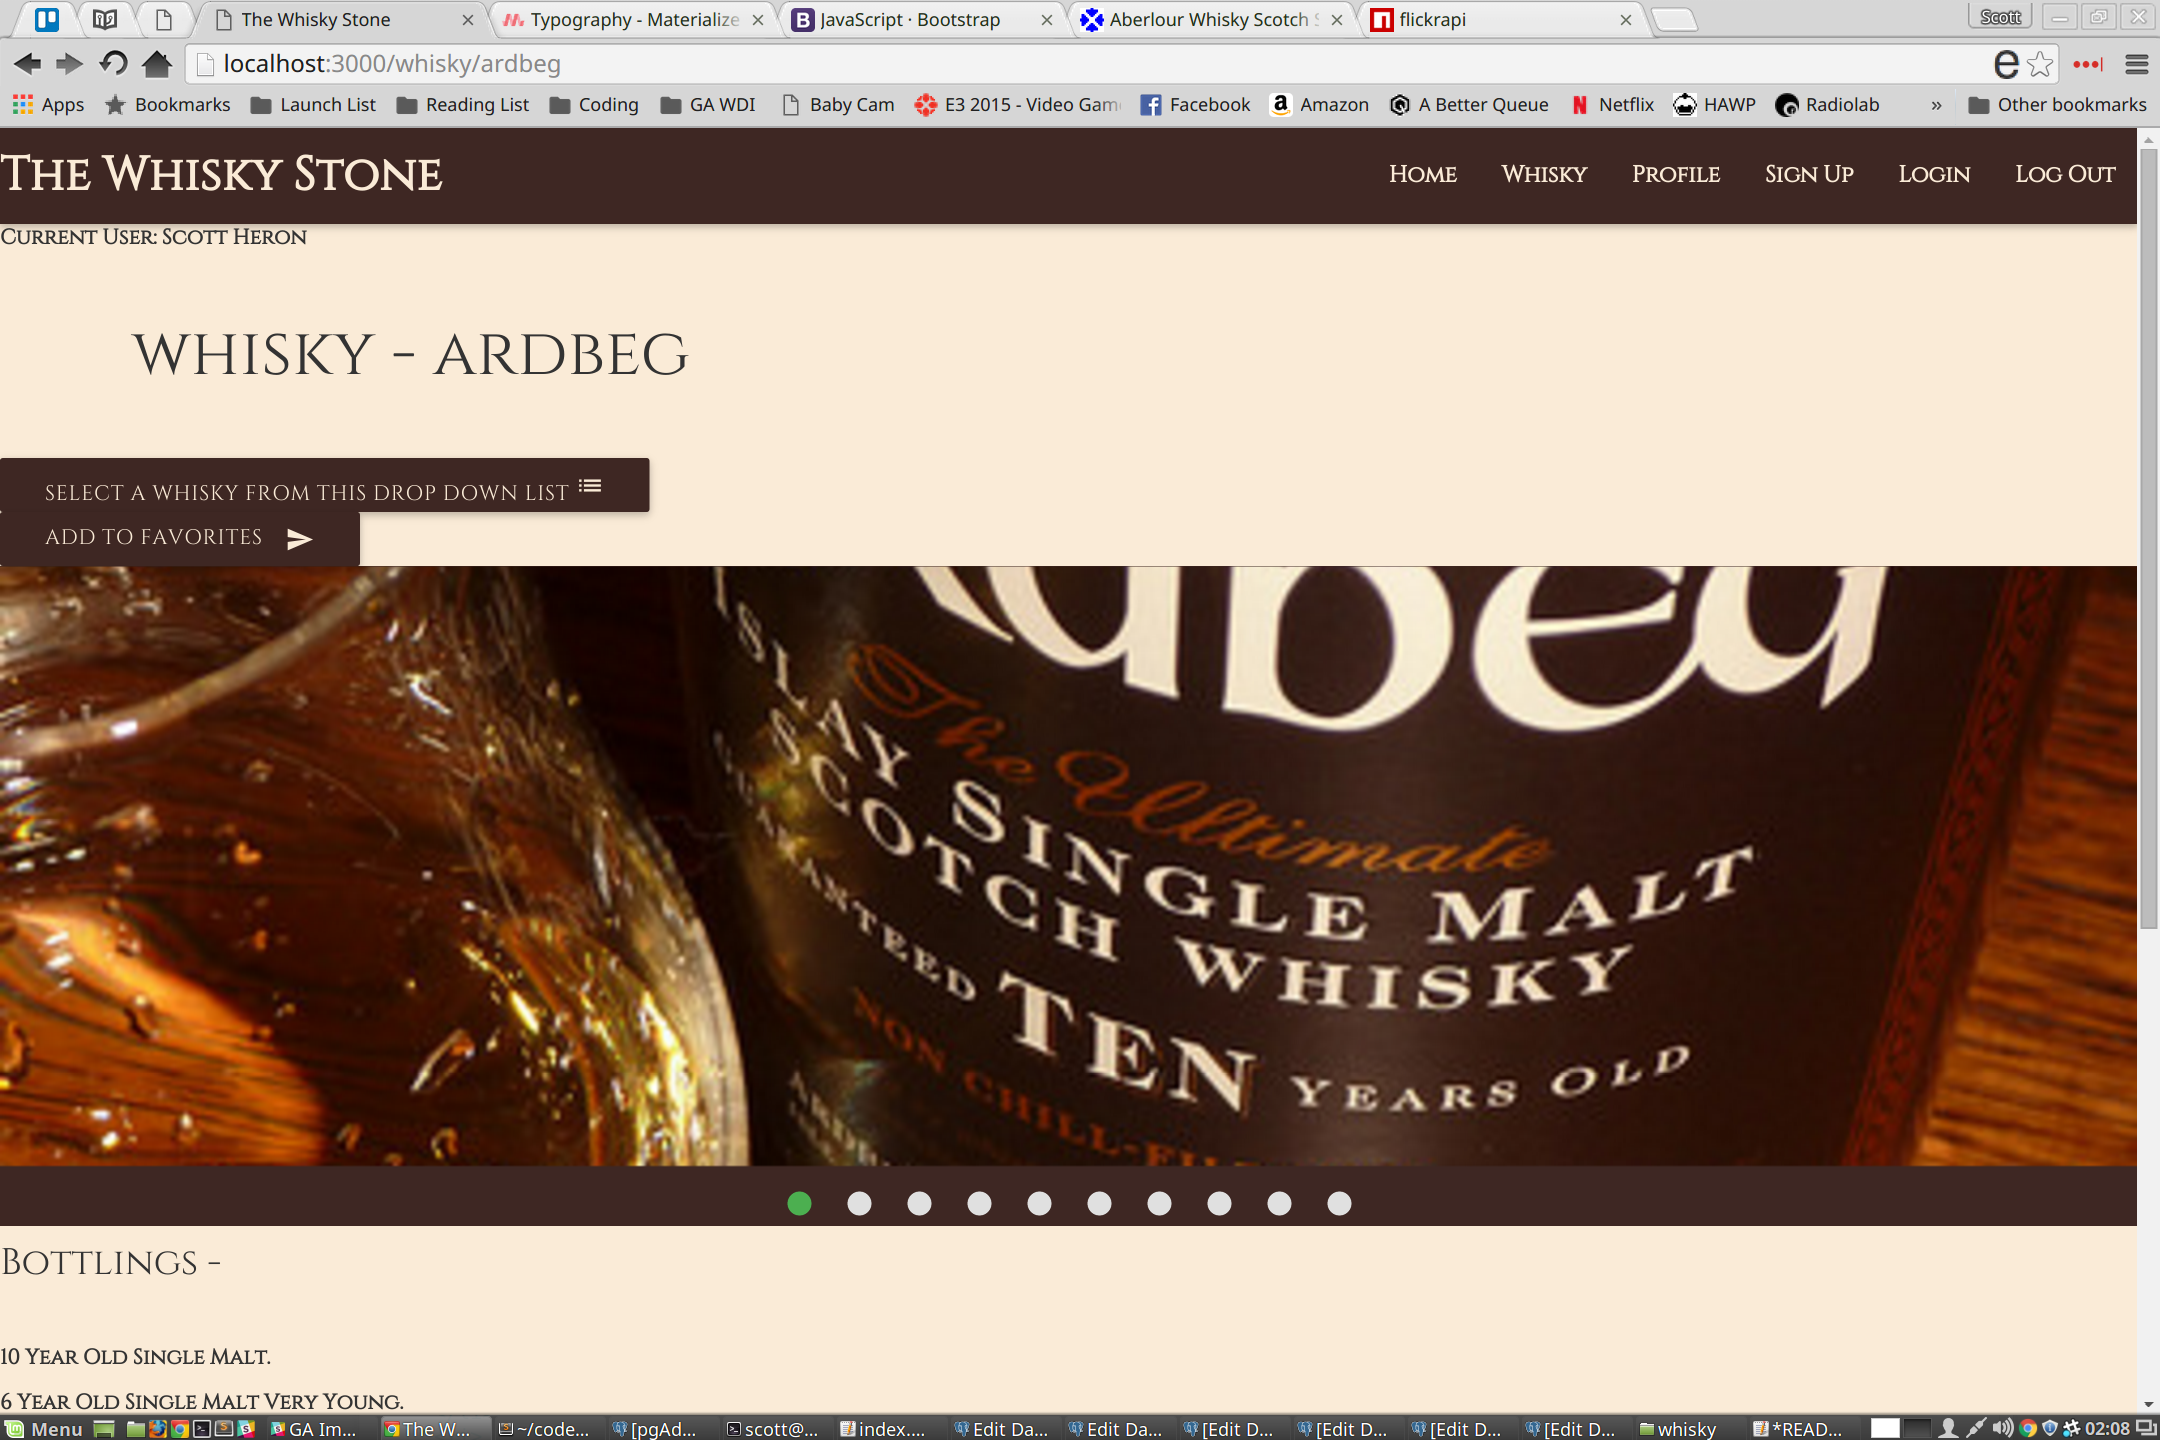 The Whisky Stone
Typography - Materialize
JavaScript · Bootstrap
Aberlour Whisky Scotch S
flickrapi
Scott
localhost:3000/whisky/ardbeg
Apps Bookmarks Launch List Reading List Coding GA WDI Baby Cam E3 2015 - Video Gam Facebook Amazon A Better Queue Netflix HAWP Radiolab » Other bookmarks
The Whisky Stone
Home Whisky Profile Sign Up Login Log Out
Current User: Scott Heron
WHISKY - ARDBEG
SELECT A WHISKY FROM THIS DROP DOWN LIST
ADD TO FAVORITES
dbeg
The Ultimate
ISLAY SINGLE MALT
SCOTCH WHISKY
GUARANTEED TEN YEARS OLD
NON CHILL-FIL
Bottlings -
10 Year Old Single Malt.
6 Year Old Single Malt Very Young.
Menu GA Im... The W... ~/code... [pgAd... scott@... index.... Edit Da... Edit Da... [Edit D... [Edit D... [Edit D... [Edit D... whisky *READ... 02:08